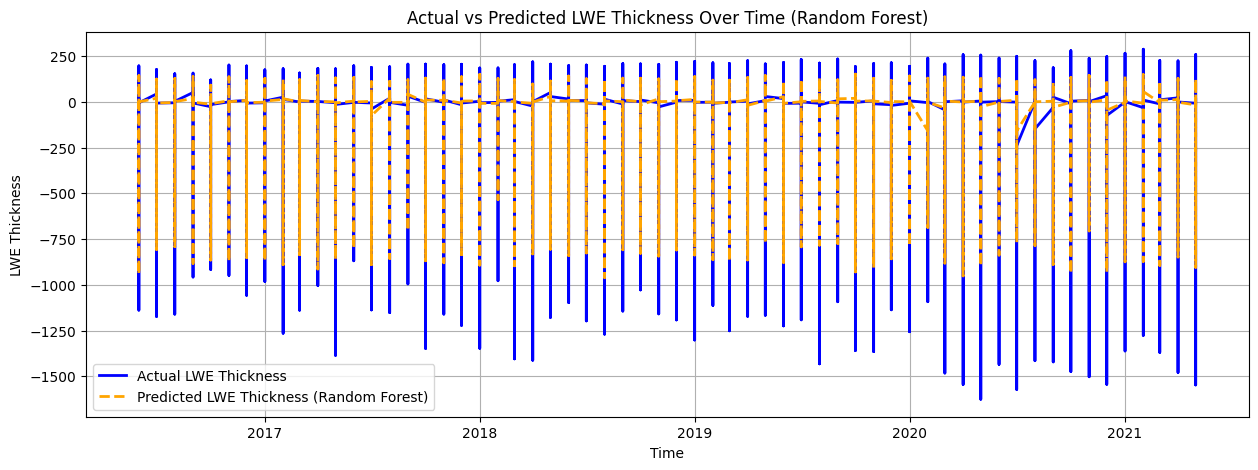 Actual vs Predicted LWE Thickness Over Time (Random Forest)
LWE Thickness
250
0
−250
−500
−750
−1000
−1250
−1500
Actual LWE Thickness
Predicted LWE Thickness (Random Forest)
2017 2018 2019 2020 2021
Time